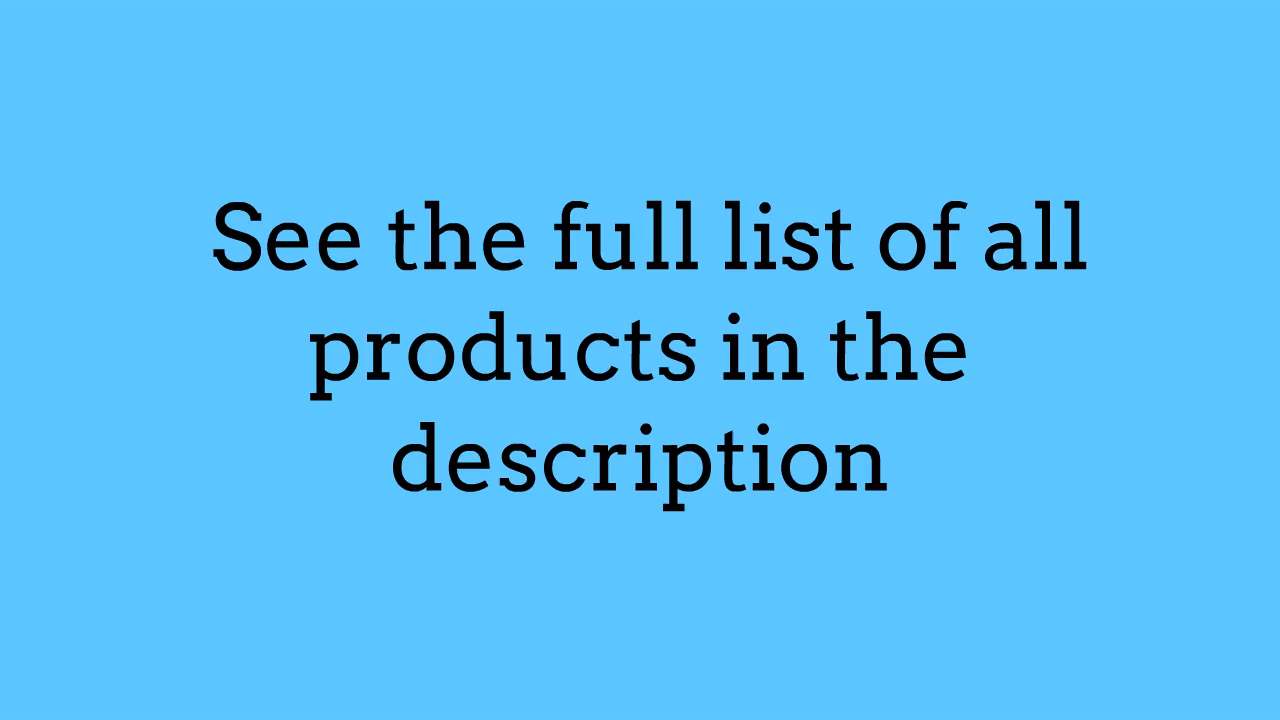 See the full list of all
products in the
description